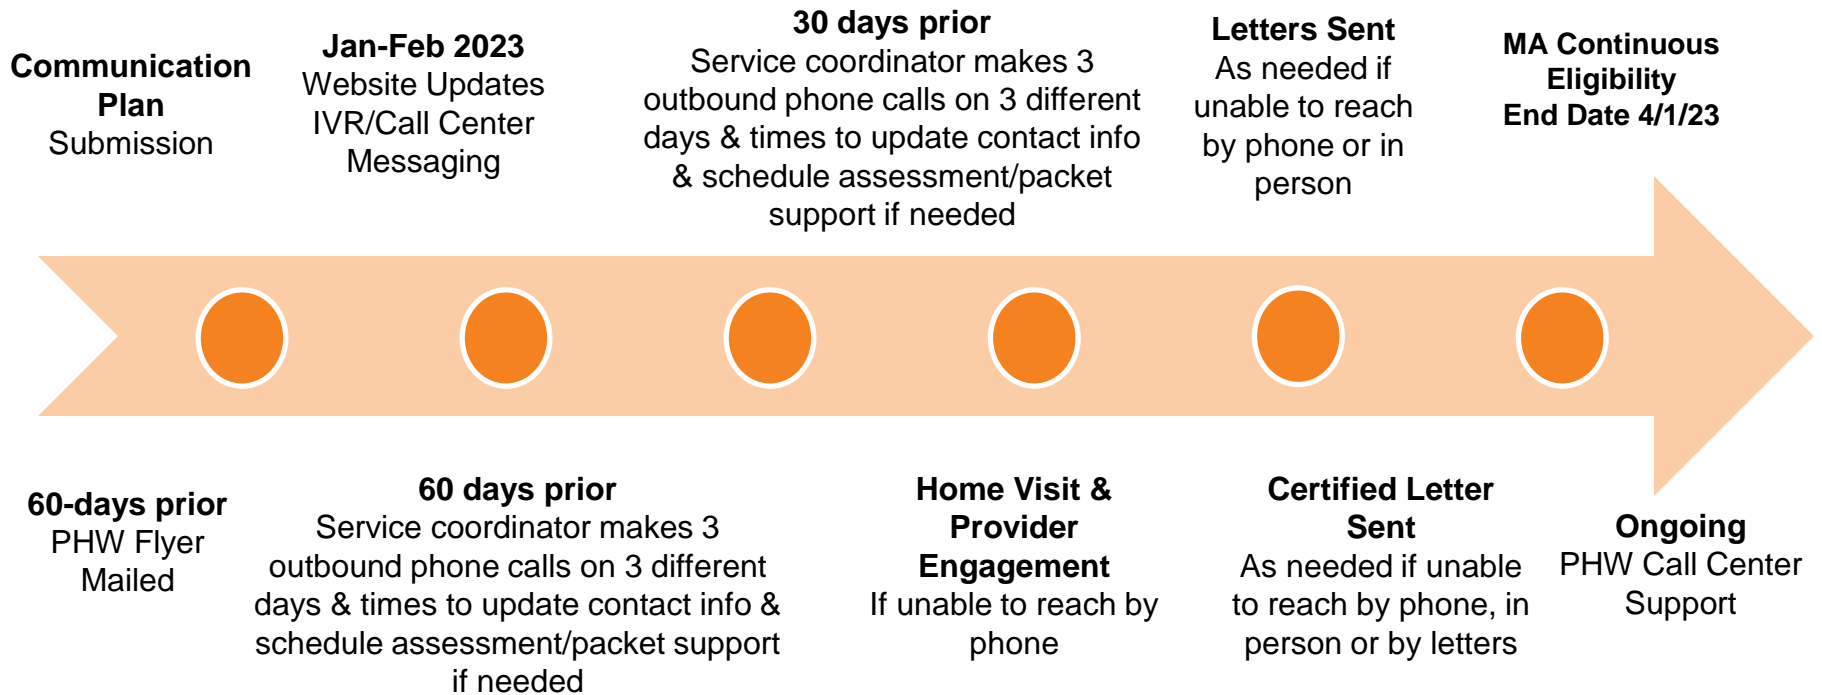 Communication
Plan
Submission
Jan-Feb 2023
Website Updates
IVR/Call Center
Messaging
30 days prior
Service coordinator makes 3
outbound phone calls on 3 different
days & times to update contact info
& schedule assessment/packet
support if needed
Letters Sent
As needed if
unable to reach
by phone or in
person
MA Continuous
Eligibility
End Date 4/1/23
60-days prior
PHW Flyer
Mailed
60 days prior
Service coordinator makes 3
outbound phone calls on 3 different
days & times to update contact info &
schedule assessment/packet support
if needed
Home Visit &
Provider
Engagement
If unable to reach by
phone
Certified Letter
Sent
As needed if unable
to reach by phone, in
person or by letters
Ongoing
PHW Call Center
Support